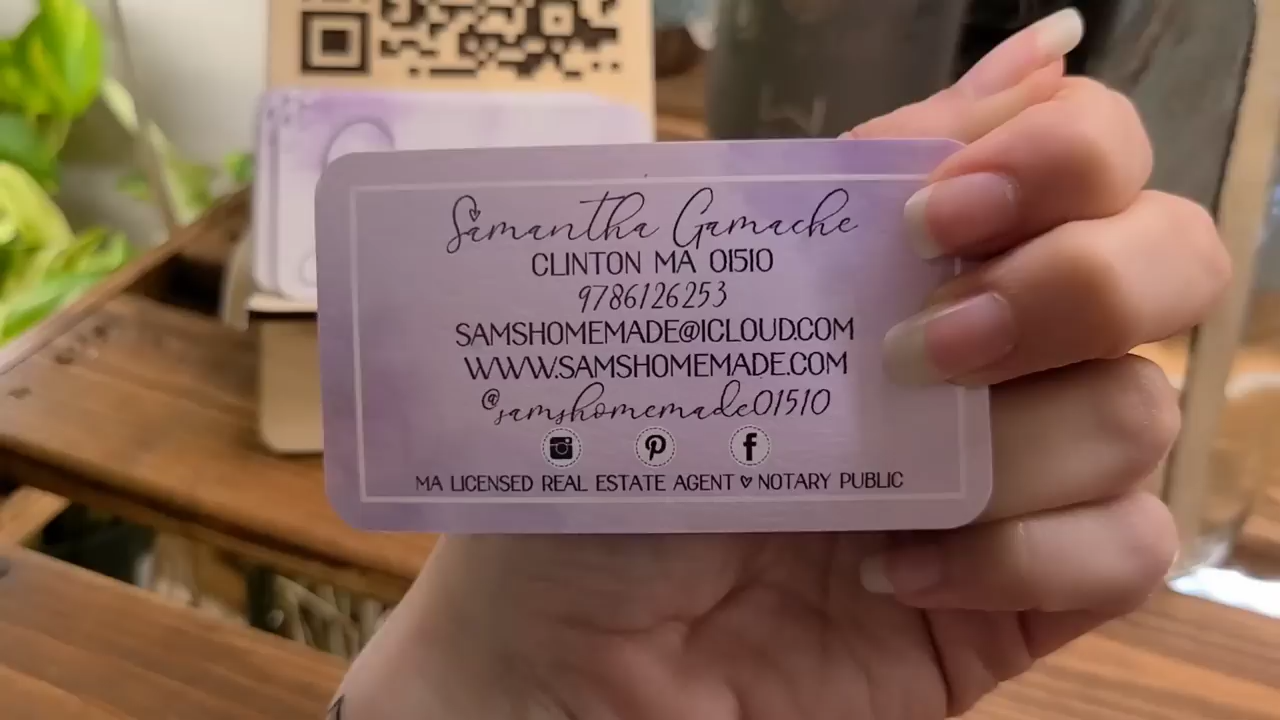 Samantha Gamache
CLINTON MA 01510
9786126253
SAMSHOMEMADE@ICLOUD.COM
WWW.SAMSHOMEMADE.COM
@samshomemade01510
MA LICENSED REAL ESTATE AGENT ♥ NOTARY PUBLIC